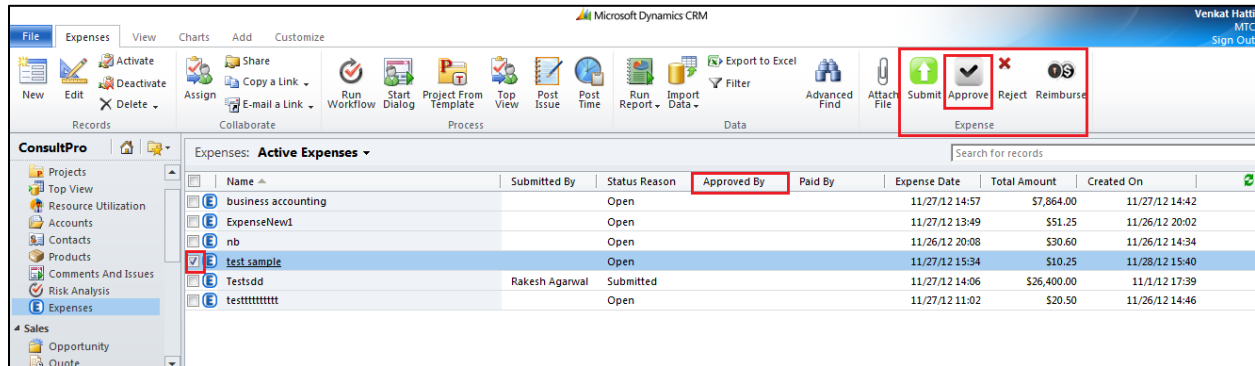 Microsoft Dynamics CRM
Venkat Hatti
MTC
Sign Out
File Expenses View Charts Add Customize
New
Edit
Activate
Deactivate
Delete
Records
Assign
Share
Copy a Link
E-mail a Link
Collaborate
Run Workflow
Start Dialog
Project From Template
Top View
Post Issue
Post Time
Process
Run Report
Import Data
Export to Excel
Filter
Advanced Find
Data
Attach File
Submit
Approve
Reject
Reimburse
Expense
ConsultPro
Projects
Top View
Resource Utilization
Accounts
Contacts
Products
Comments And Issues
Risk Analysis
Expenses
Sales
Opportunity
Quote
Expenses: Active Expenses
Search for records
Name Submitted By Status Reason Approved By Paid By Expense Date Total Amount Created On
business accounting Open 11/27/12 14:57 $7,864.00 11/27/12 14:42
ExpenseNew1 Open 11/27/12 13:49 $51.25 11/26/12 20:02
nb Open 11/26/12 20:08 $30.60 11/26/12 14:34
test sample Open 11/27/12 15:34 $10.25 11/28/12 15:40
Testsdd Rakesh Agarwal Submitted 11/27/12 14:06 $26,400.00 11/1/12 17:39
Open 11/27/12 11:02 $20.50 11/26/12 14:46